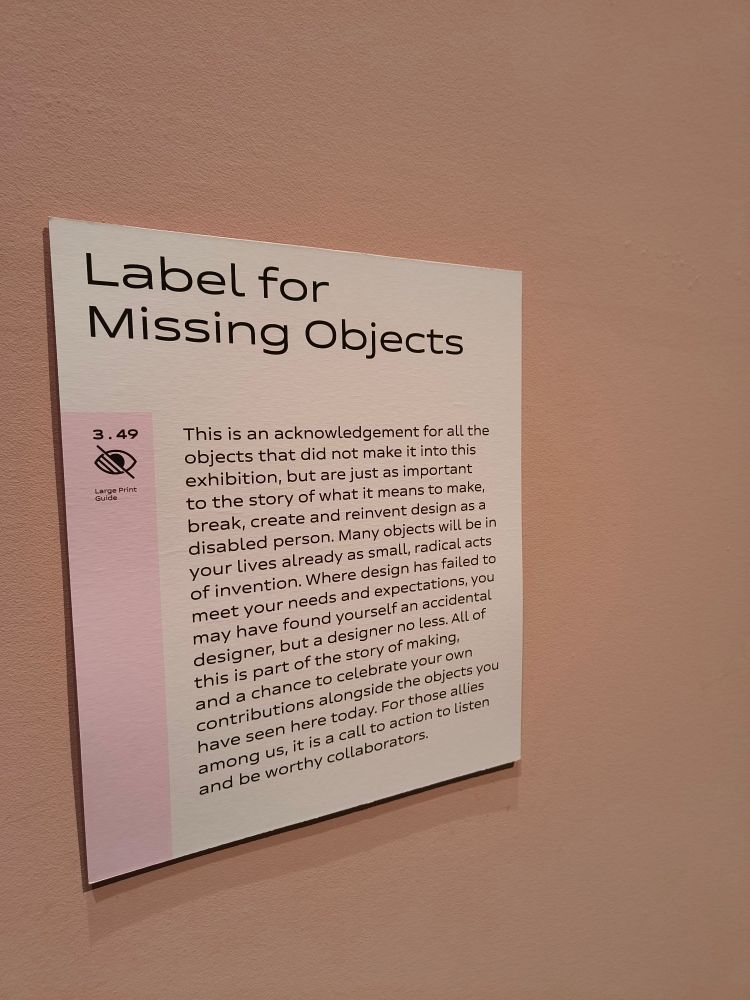 Label for
Missing Objects
3.49
Large Print
Guide
This is an acknowledgement for all the
objects that did not make it into this
exhibition, but are just as important
to the story of what it means to make,
break, create and reinvent design as a
disabled person. Many objects will be in
your lives already as small, radical acts
of invention. Where design has failed to
meet your needs and expectations, you
may have found yourself an accidental
designer, but a designer no less. All of
this is part of the story of making,
and a chance to celebrate your own
contributions alongside the objects you
have seen here today. For those allies
among us, it is a call to action to listen
and be worthy collaborators.